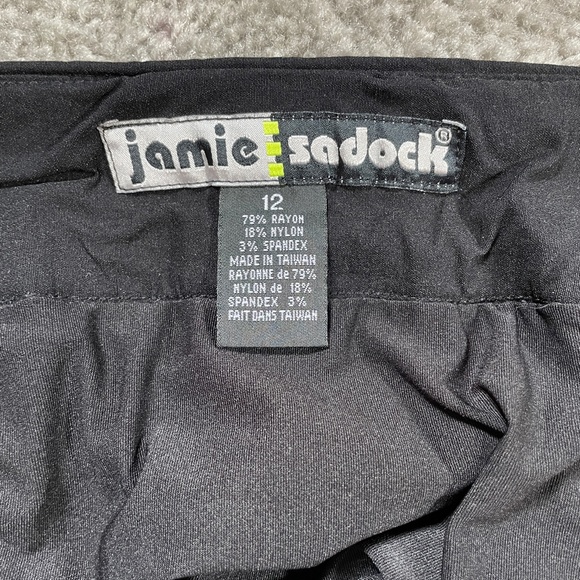 jamie sadock®
12
79% RAYON
18% NYLON
3% SPANDEX
MADE IN TAIWAN
RAYONNE de 79%
NYLON de 18%
SPANDEX 3%
FAIT DANS TAIWAN